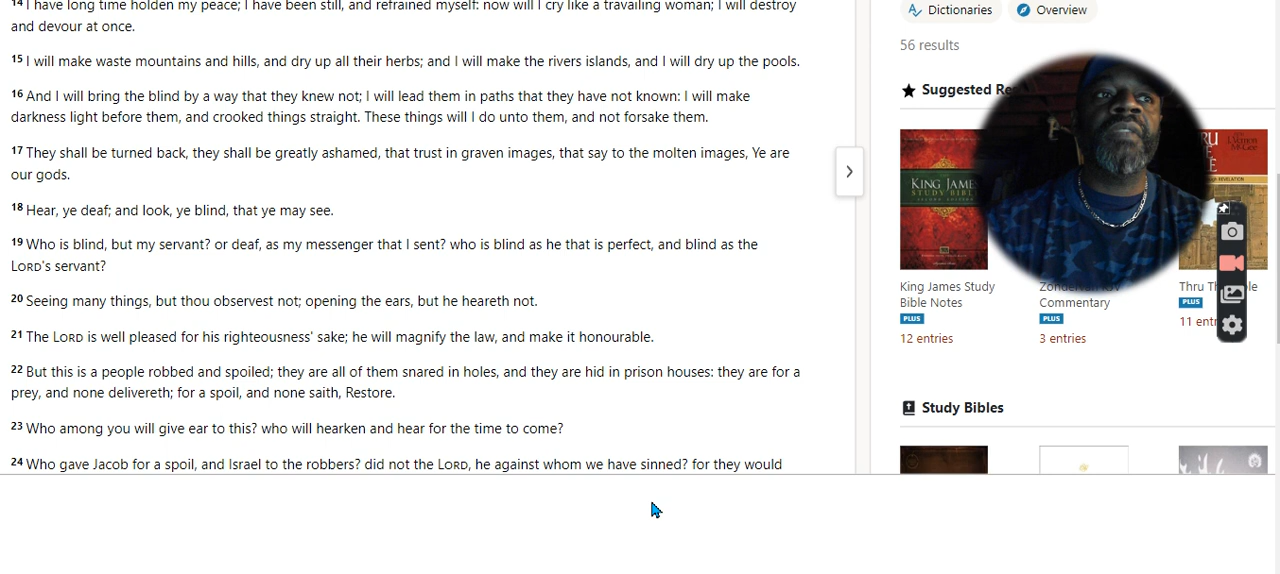 14 I have long time holden my peace; I have been still, and refrained myself: now will I cry like a travailing woman; I will destroy
and devour at once.
15 I will make waste mountains and hills, and dry up all their herbs; and I will make the rivers islands, and I will dry up the pools.
16 And I will bring the blind by a way that they knew not; I will lead them in paths that they have not known: I will make
darkness light before them, and crooked things straight. These things will I do unto them, and not forsake them.
17 They shall be turned back, they shall be greatly ashamed, that trust in graven images, that say to the molten images, Ye are
our gods.
18 Hear, ye deaf; and look, ye blind, that ye may see.
19 Who is blind, but my servant? or deaf, as my messenger that I sent? who is blind as he that is perfect, and blind as the
LORD's servant?
20 Seeing many things, but thou observest not; opening the ears, but he heareth not.
21 The LORD is well pleased for his righteousness' sake; he will magnify the law, and make it honourable.
22 But this is a people robbed and spoiled; they are all of them snared in holes, and they are hid in prison houses: they are for a
prey, and none delivereth; for a spoil, and none saith, Restore.
23 Who among you will give ear to this? who will hearken and hear for the time to come?
24 Who gave Jacob for a spoil, and Israel to the robbers? did not the LORD, he against whom we have sinned? for they would
Dictionaries
Overview
56 results
Suggested
KING JAMES
STUDY
King James Study
Bible Notes
PLUS
12 entries
Commentary
PLUS
3 entries
REVELATION
Thru
PLUS
11
Study Bibles